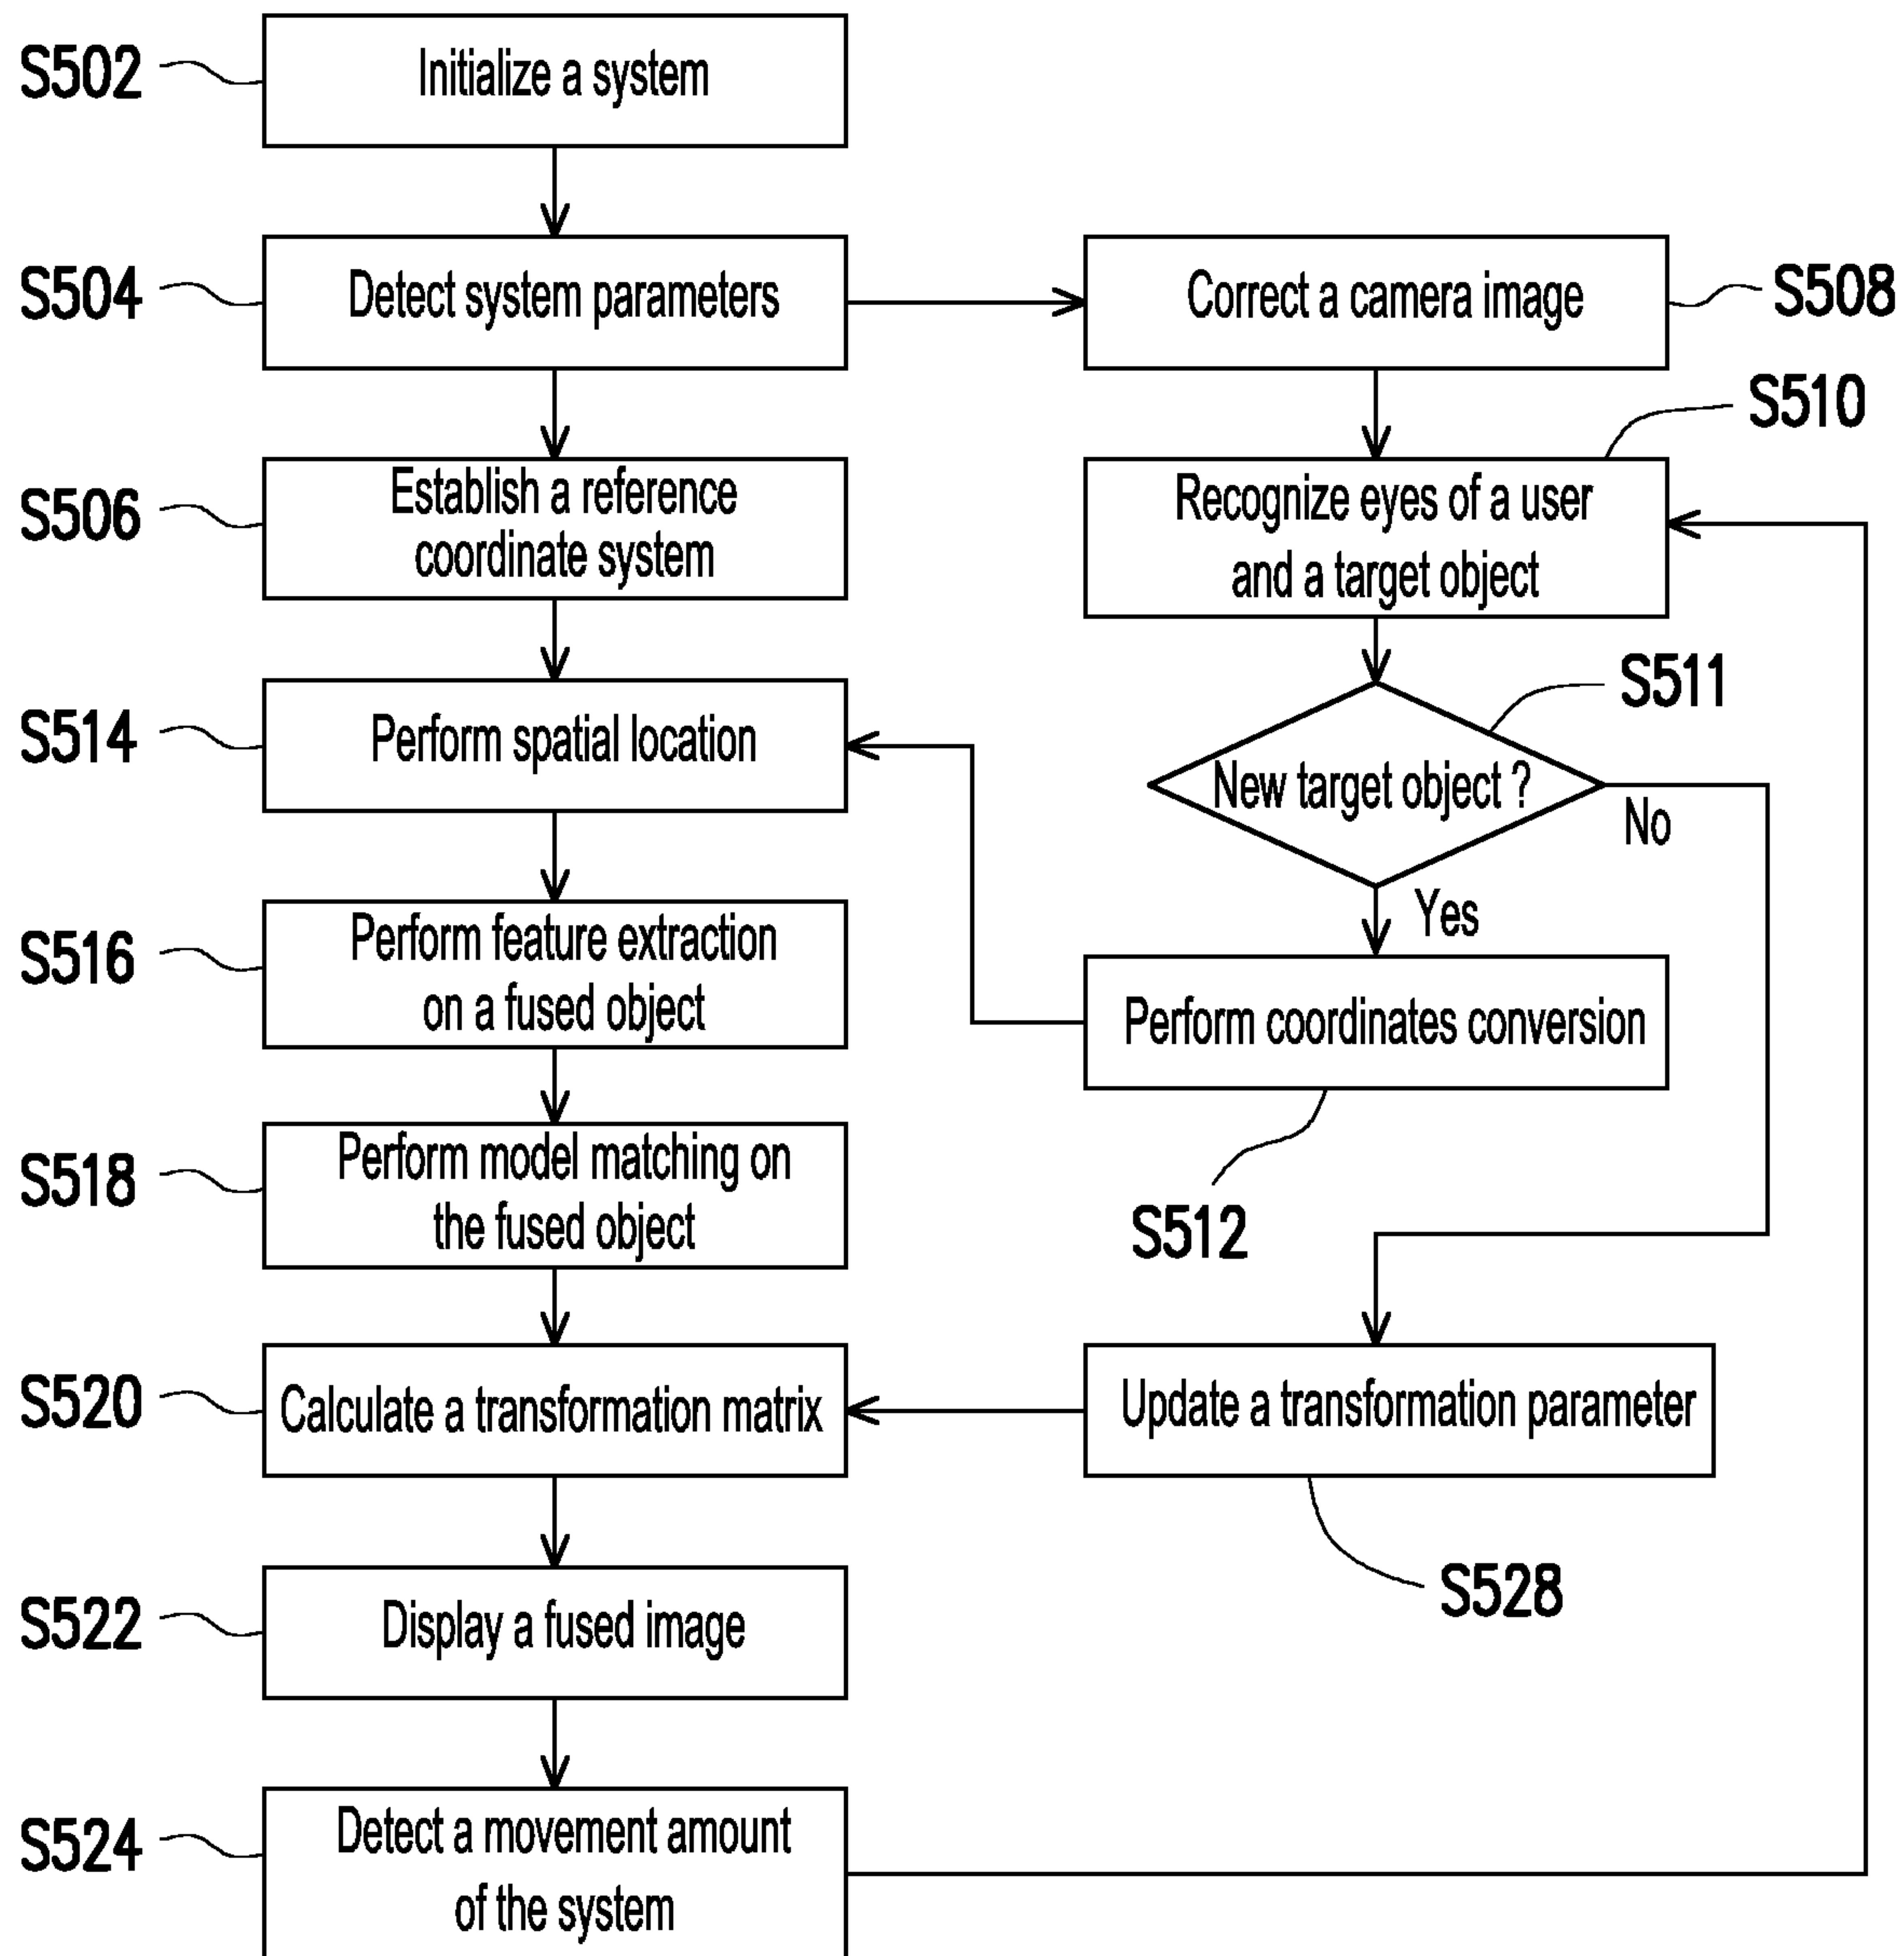 S502
Initialize a system
S504
Detect system parameters
Correct a camera image
S508
S506
Establish a reference
coordinate system
S510
Recognize eyes of a user
and a target object
S514
Perform spatial location
S511
New target object ?
No
Yes
S516
Perform feature extraction
on a fused object
Perform coordinates conversion
S512
S518
Perform model matching on
the fused object
S520
Calculate a transformation matrix
Update a transformation parameter
S528
S522
Display a fused image
S524
Detect a movement amount
of the system